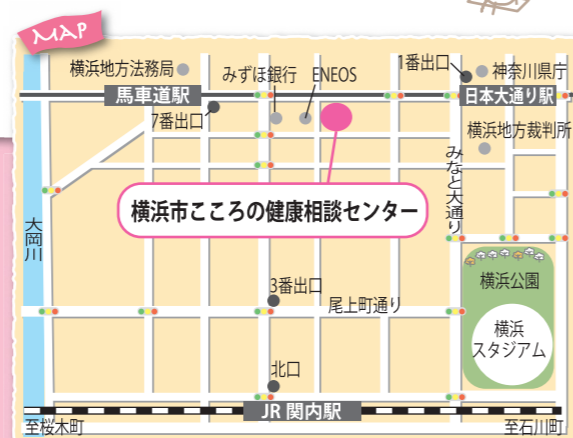 MAP
横浜地方法務局
みずほ銀行
ENEOS
1番出口
神奈川県庁
馬車道駅
日本大通り駅
7番出口
横浜地方裁判所
みなと大通り
横浜市こころの健康相談センター
大岡川
3番出口
尾上町通り
横浜公園
横浜
スタジアム
北口
JR関内駅
至桜木町
至石川町